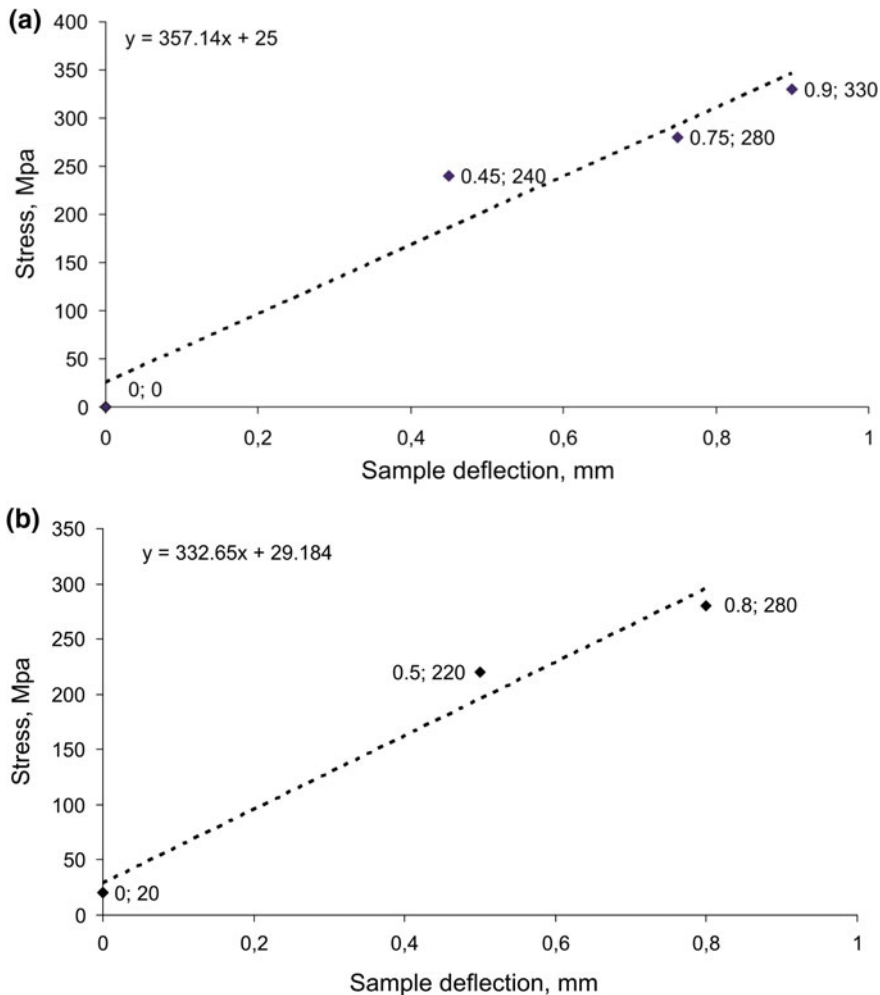 (a)
400
y = 357.14x + 25
350
0.9; 330
300
0.75; 280
250
0.45; 240
200
150
100
50
0; 0
0
0 0,2 0,4 0,6 0,8 1
Stress, Mpa
Sample deflection, mm
(b)
350
y = 332.65x + 29.184
300
0.8; 280
250
0.5; 220
200
150
100
50
0; 20
0
0 0,2 0,4 0,6 0,8 1
Stress, Mpa
Sample deflection, mm